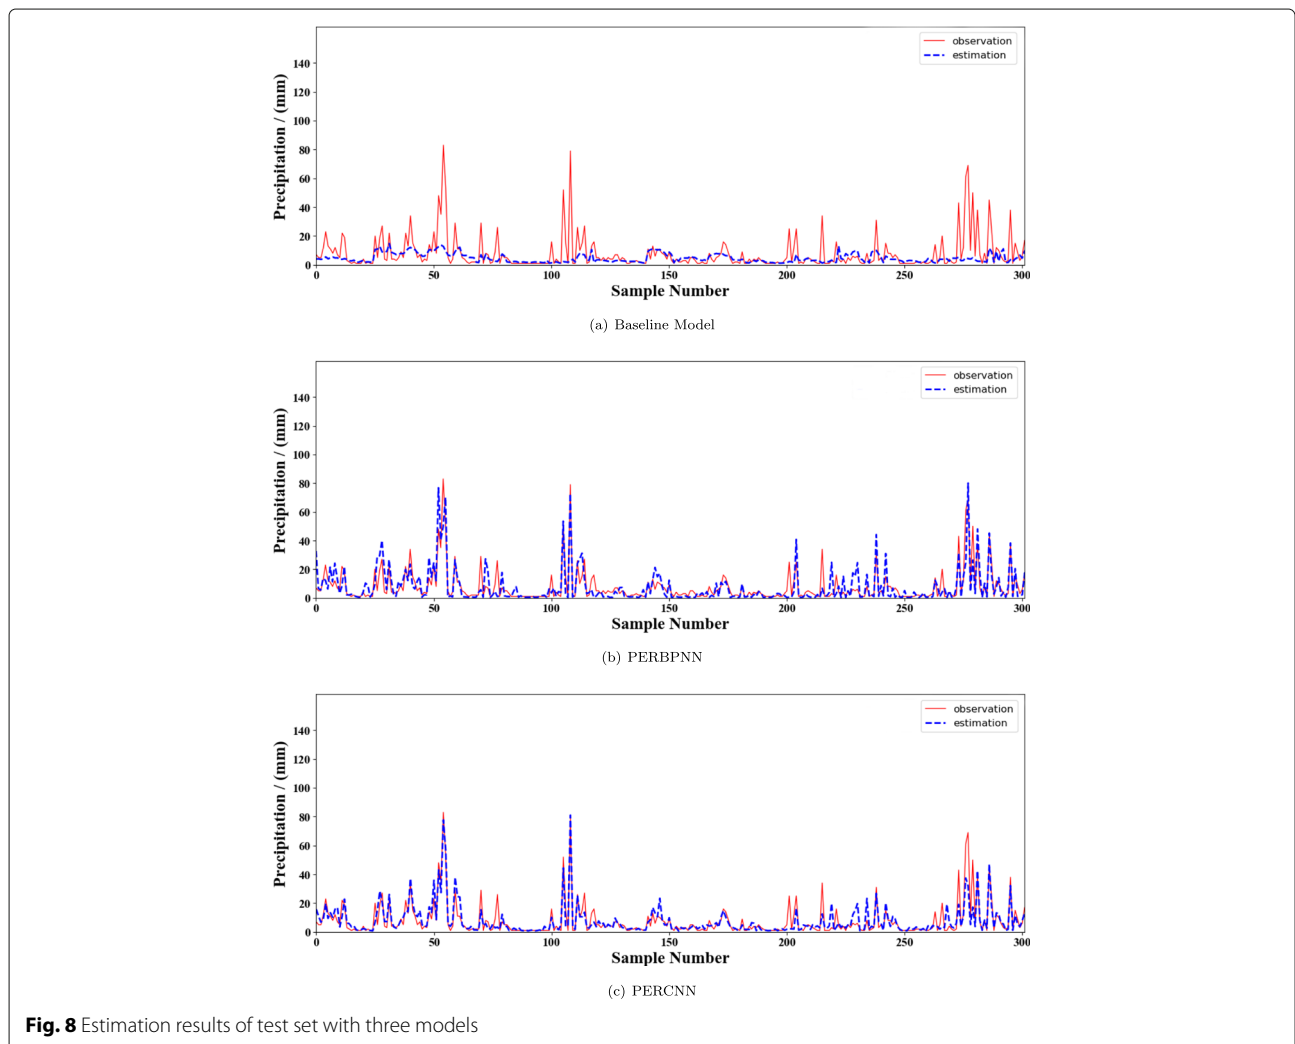 observation
estimation
140
120
100
80
60
40
20
0
Precipitation / (mm)
0 50 100 150 200 250 300
Sample Number
(a) Baseline Model
observation
estimation
140
120
100
80
60
40
20
0
Precipitation / (mm)
0 50 100 150 200 250 300
Sample Number
(b) PERBPNN
observation
estimation
140
120
100
80
60
40
20
0
Precipitation / (mm)
0 50 100 150 200 250 300
Sample Number
(c) PERCNN
Fig. 8 Estimation results of test set with three models